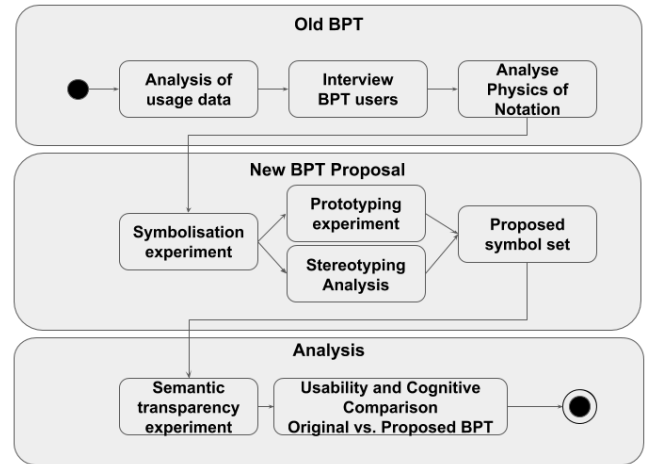 Old BPT
Analysis of
usage data
Interview
BPT users
Analyse
Physics of
Notation
New BPT Proposal
Symbolisation
experiment
Prototyping
experiment
Stereotyping
Analysis
Proposed
symbol set
Analysis
Semantic
transparency
experiment
Usability and Cognitive
Comparison
Original vs. Proposed BPT